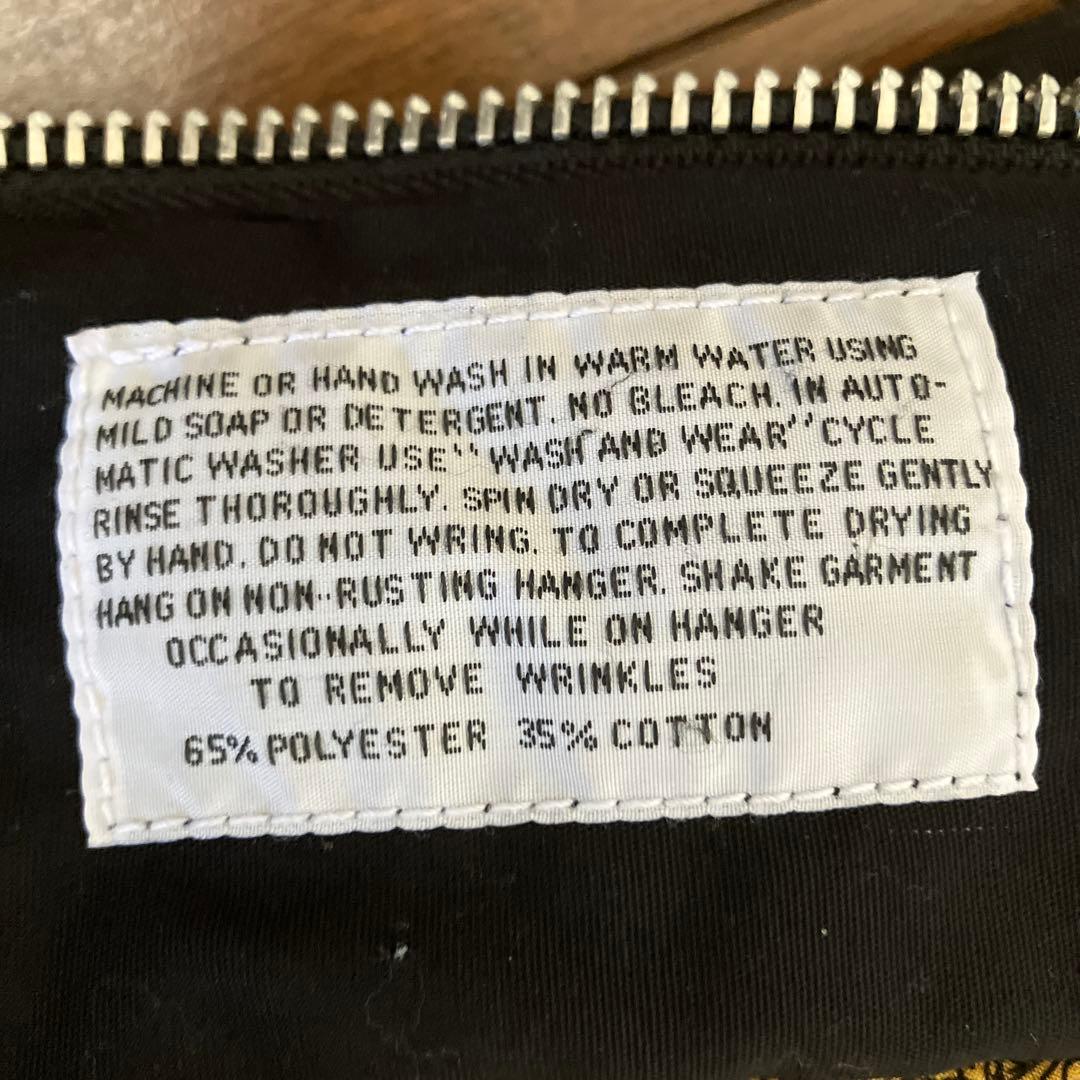 MACHINE OR HAND WASH IN WARM WATER USING
MILD SOAP OR DETERGENT. NO BLEACH. IN AUTO-
MATIC WASHER USE "WASH AND WEAR" CYCLE
RINSE THOROUGHLY. SPIN DRY OR SQUEEZE GENTLY
BY HAND. DO NOT WRING. TO COMPLETE DRYING
HANG ON NON-RUSTING HANGER. SHAKE GARMENT
OCCASIONALLY WHILE ON HANGER
TO REMOVE WRINKLES
65% POLYESTER 35% COTTON